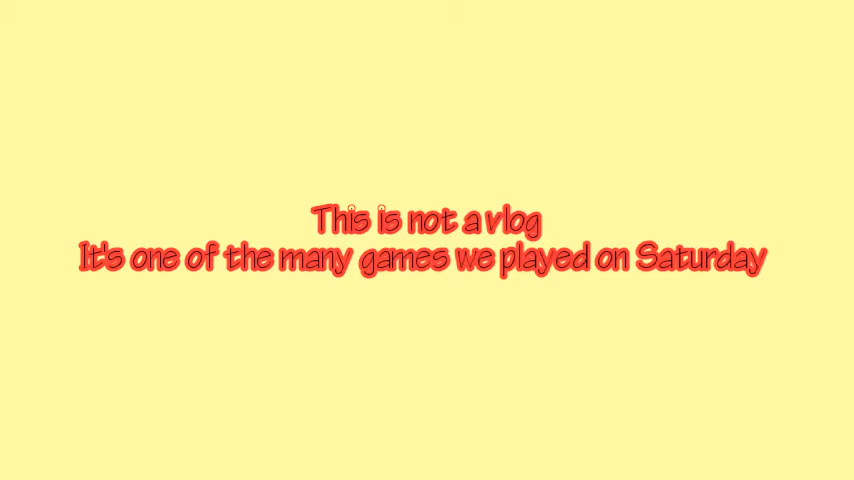 This is not a vlog
It's one of the many games we played on Saturday